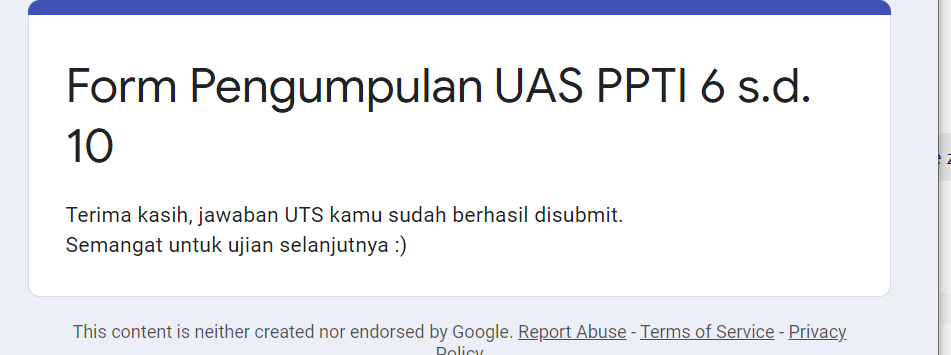 Form Pengumpulan UAS PPTI 6 s.d.
10
Terima kasih, jawaban UTS kamu sudah berhasil disubmit.
Semangat untuk ujian selanjutnya :)
This content is neither created nor endorsed by Google. Report Abuse - Terms of Service - Privacy
Policy